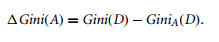 ΔGini(A) = Gini(D) − Gini_A(D).